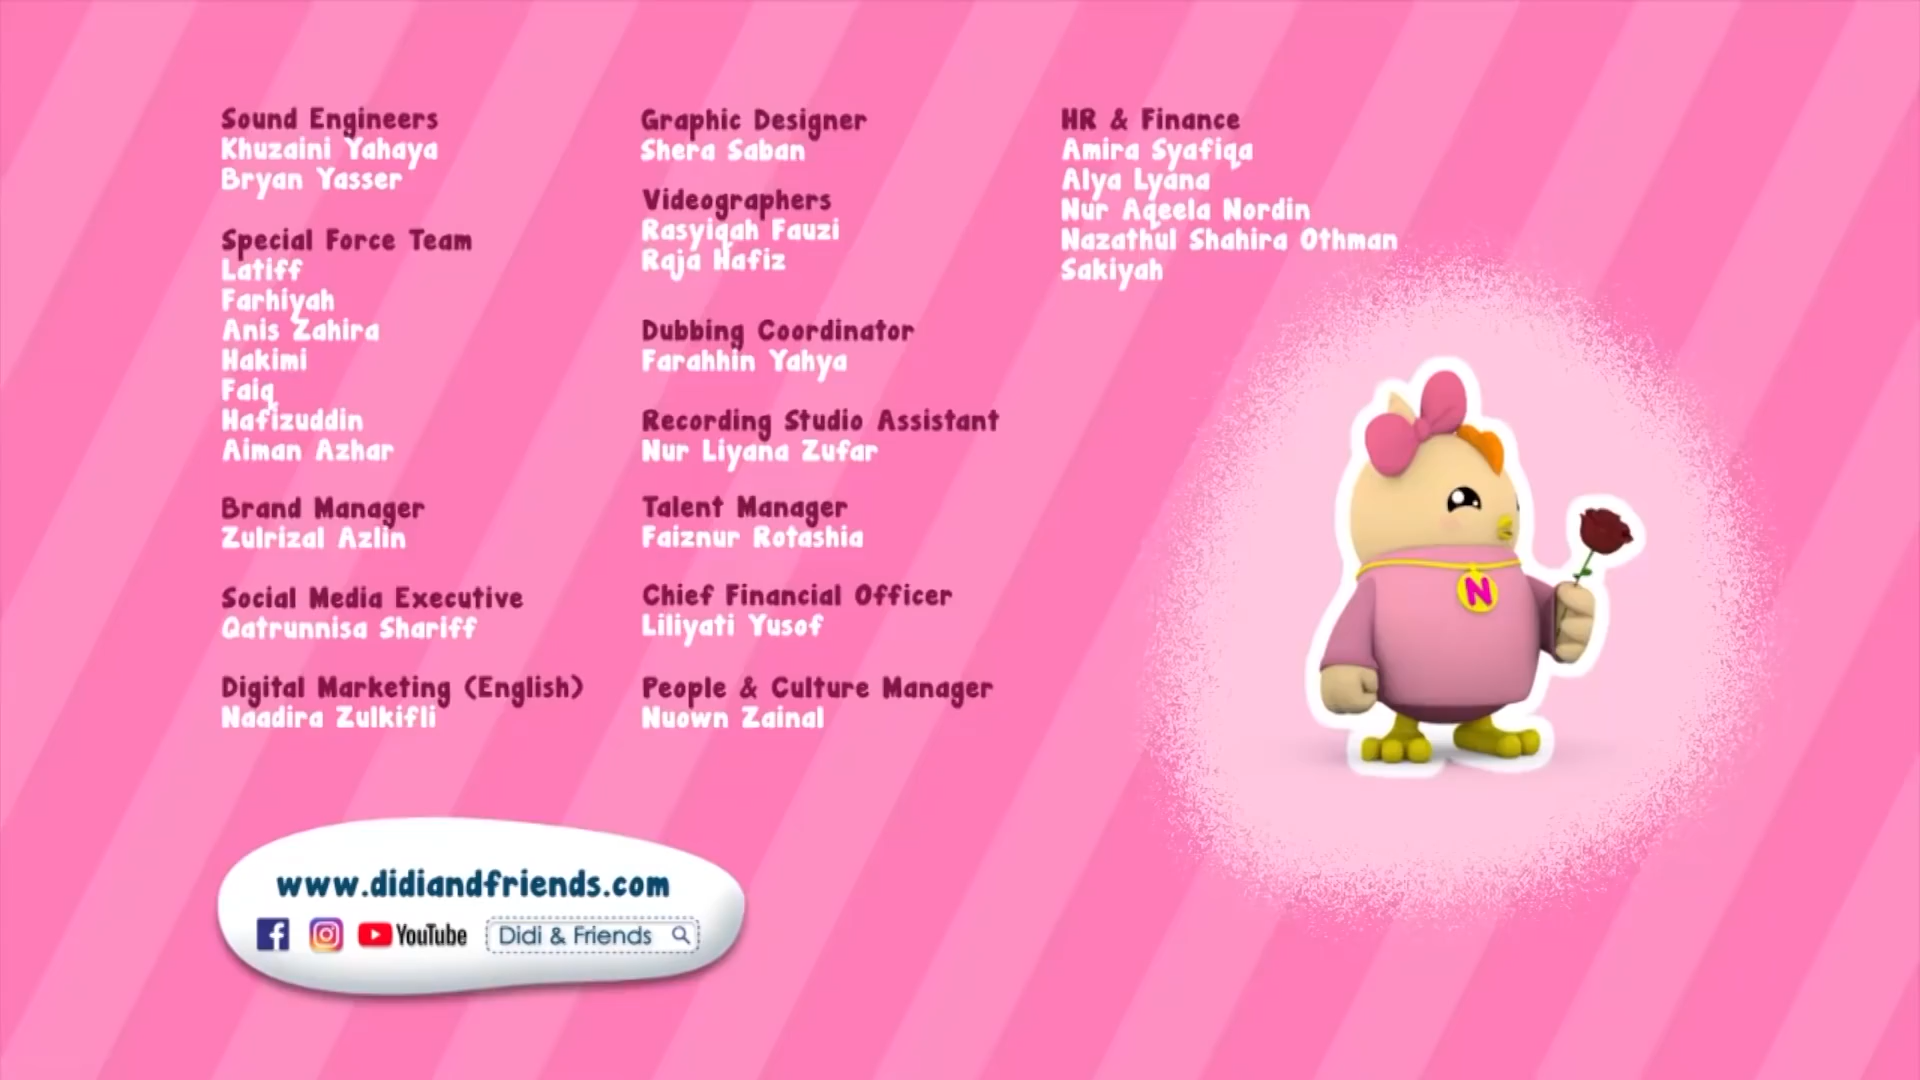 Sound Engineers
Khuzaini Yahaya
Bryan Yasser
Special Force Team
Latiff
Farhiyah
Anis Zahira
Hakimi
Faiq
Hafizuddin
Aiman Azhar
Brand Manager
Zulrizal Azlin
Social Media Executive
Qatrunnisa Shariff
Digital Marketing (English)
Naadira Zulkifli
Graphic Designer
Shera Saban
Videographers
Rasyiqah Fauzi
Raja Hafiz
Dubbing Coordinator
Farahhin Yahya
Recording Studio Assistant
Nur Liyana Zufar
Talent Manager
Faiznur Rotashia
Chief Financial Officer
Liliyati Yusof
People & Culture Manager
Nuown Zainal
HR & Finance
Amira Syafiqa
Alya Lyana
Nur Aqeela Nordin
Nazathul Shahira Othman
Sakiyah
N
www.didiandfriends.com
YouTube
Didi & Friends